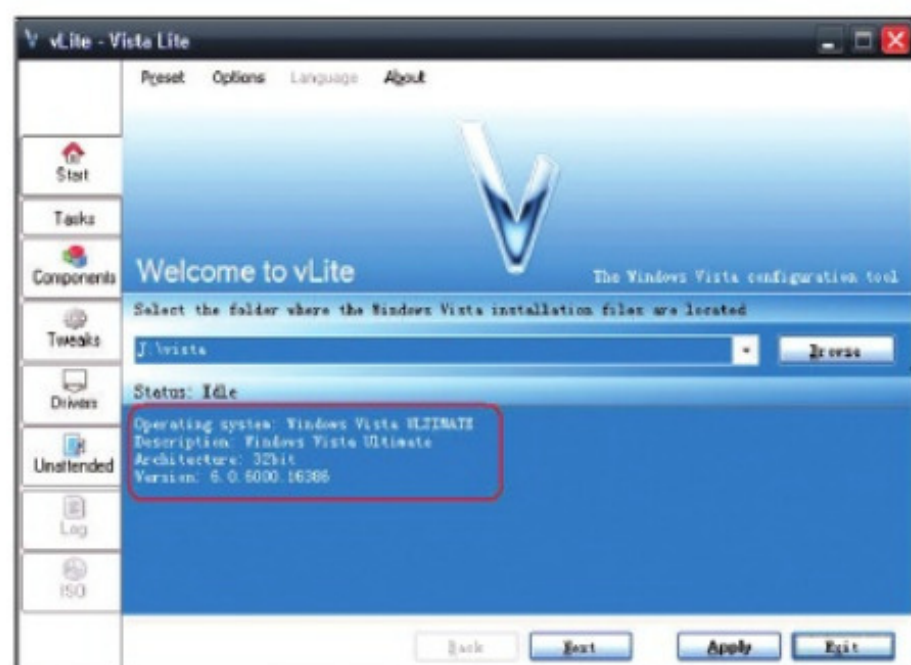 vLite - Vista Lite
Preset Options Language About
Start
Tasks
Components
Welcome to vLite
The Windows Vista configuration tool
Select the folder where the Windows Vista installation files are located
Tweaks
J:\vista
Browse
Drivers
Status: Idle
Operating system: Windows Vista ULTIMATE
Description: Windows Vista Ultimate
Architecture: 32bit
Version: 6.0.6000.16386
Unattended
Log
ISO
Back Next Apply Exit